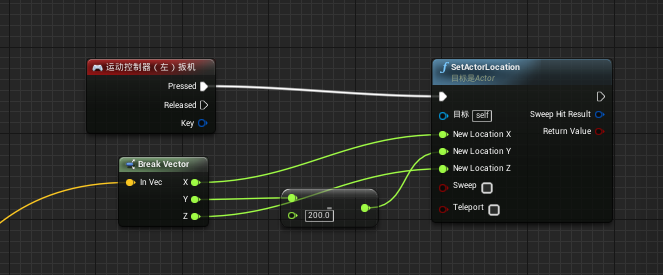 运动控制器（左）扳机
Pressed
Released
Key
SetActorLocation
目标是Actor
目标 self
Sweep Hit Result
New Location X
Return Value
New Location Y
New Location Z
Sweep
Teleport
Break Vector
In Vec
X
Y
Z
200.0